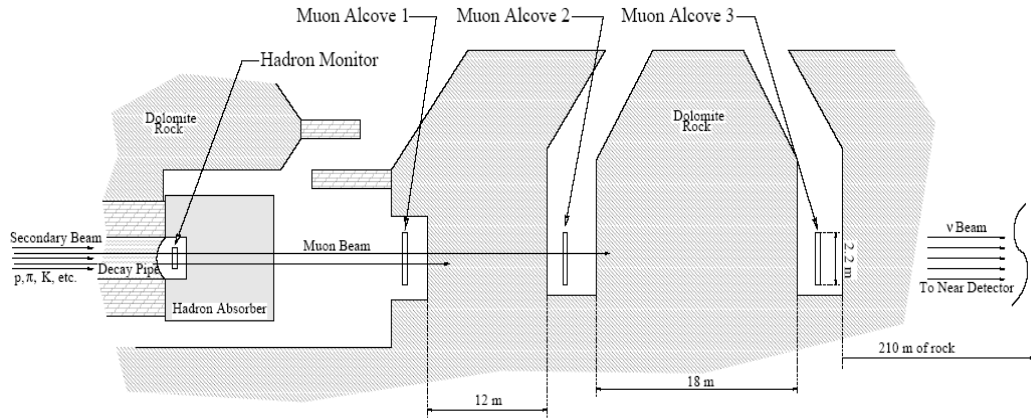 Muon Alcove 1
Muon Alcove 2
Muon Alcove 3
Hadron Monitor
Dolomite
Rock
Dolomite
Rock
Secondary Beam
Muon Beam
ν Beam
2.2 m
Decay Pipe
p, π, K, etc.
Hadron Absorber
To Near Detector
210 m of rock
18 m
12 m